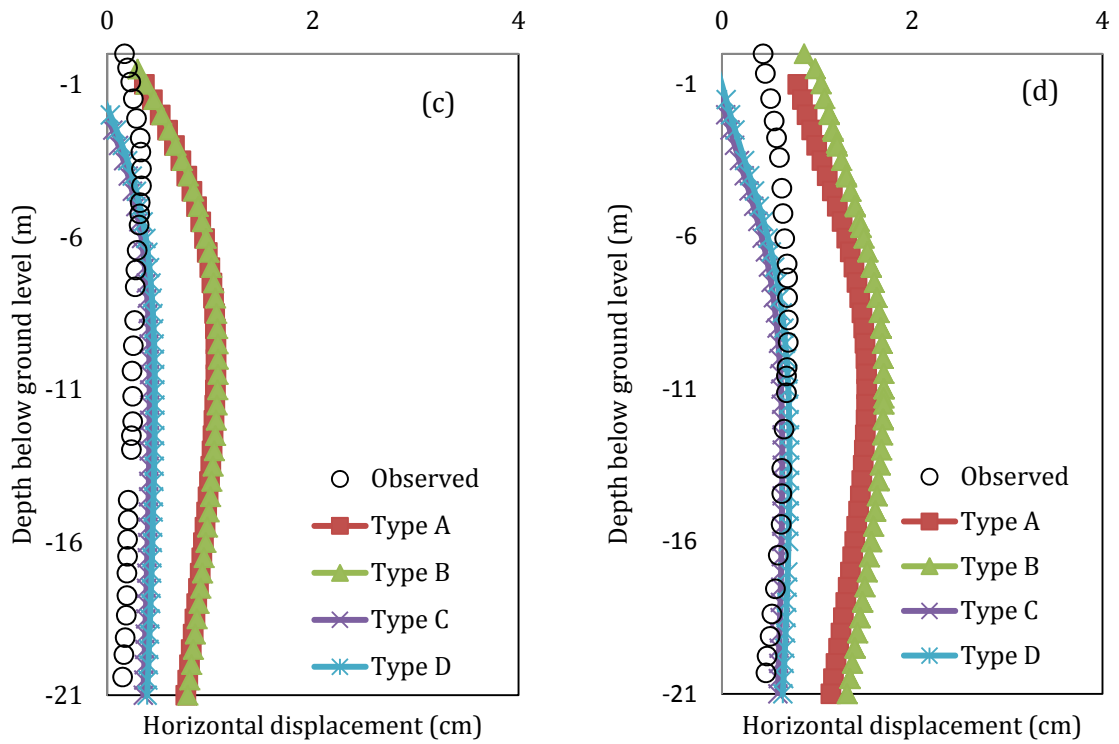 0 2 4
-1
-6
-11
-16
-21
Depth below ground level (m)
(c)
Observed
Type A
Type B
Type C
Type D
Horizontal displacement (cm)
0 2 4
-1
-6
-11
-16
-21
Depth below ground level (m)
(d)
Observed
Type A
Type B
Type C
Type D
Horizontal displacement (cm)